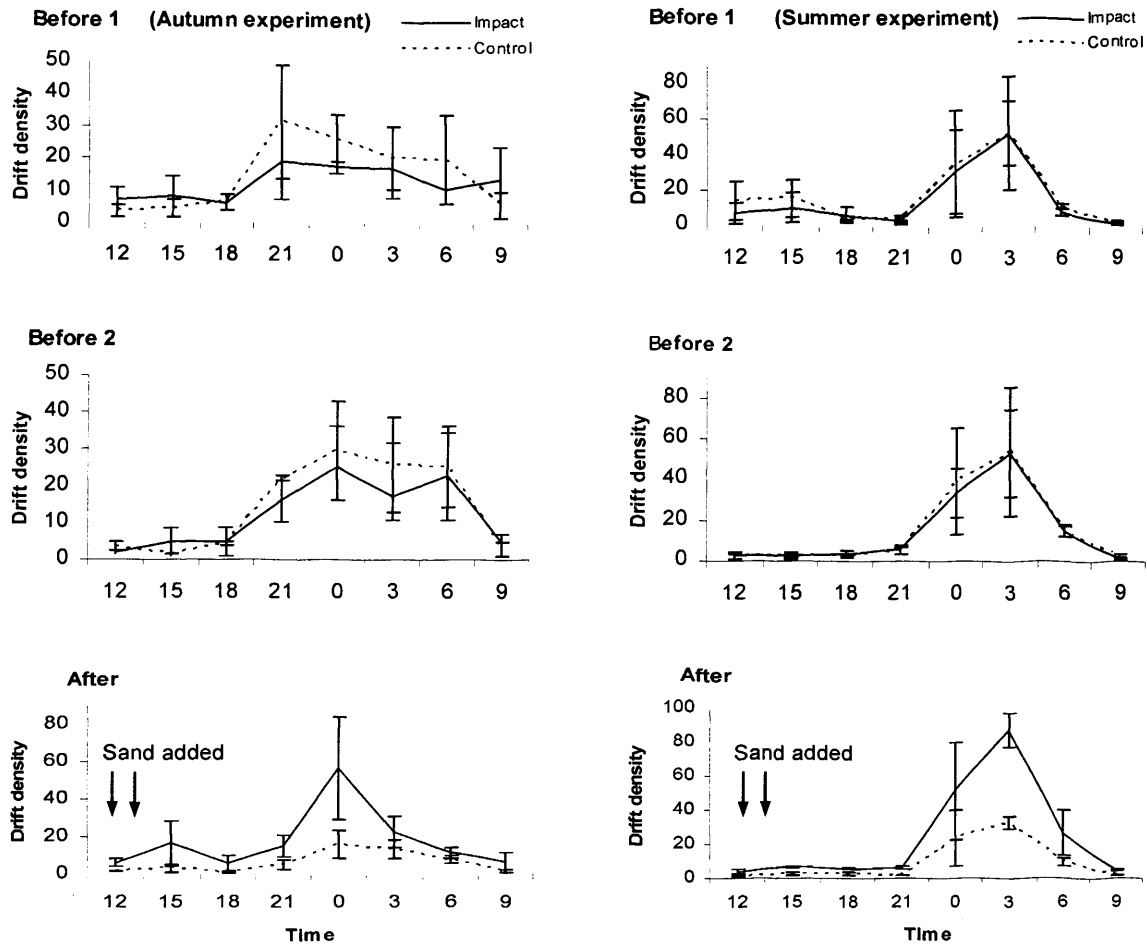 Before 1 (Autumn experiment)
Impact
Control
50
40
30
20
10
0
Drift density
12 15 18 21 0 3 6 9
Before 1 (Summer experiment)
Impact
Control
80
60
40
20
0
Drift density
12 15 18 21 0 3 6 9
Before 2
50
40
30
20
10
0
Drift density
12 15 18 21 0 3 6 9
Before 2
80
60
40
20
0
Drift density
12 15 18 21 0 3 6 9
After
80
60
40
20
0
Drift density
Sand added
12 15 18 21 0 3 6 9
Time
After
100
80
60
40
20
0
Drift density
Sand added
12 15 18 21 0 3 6 9
Time